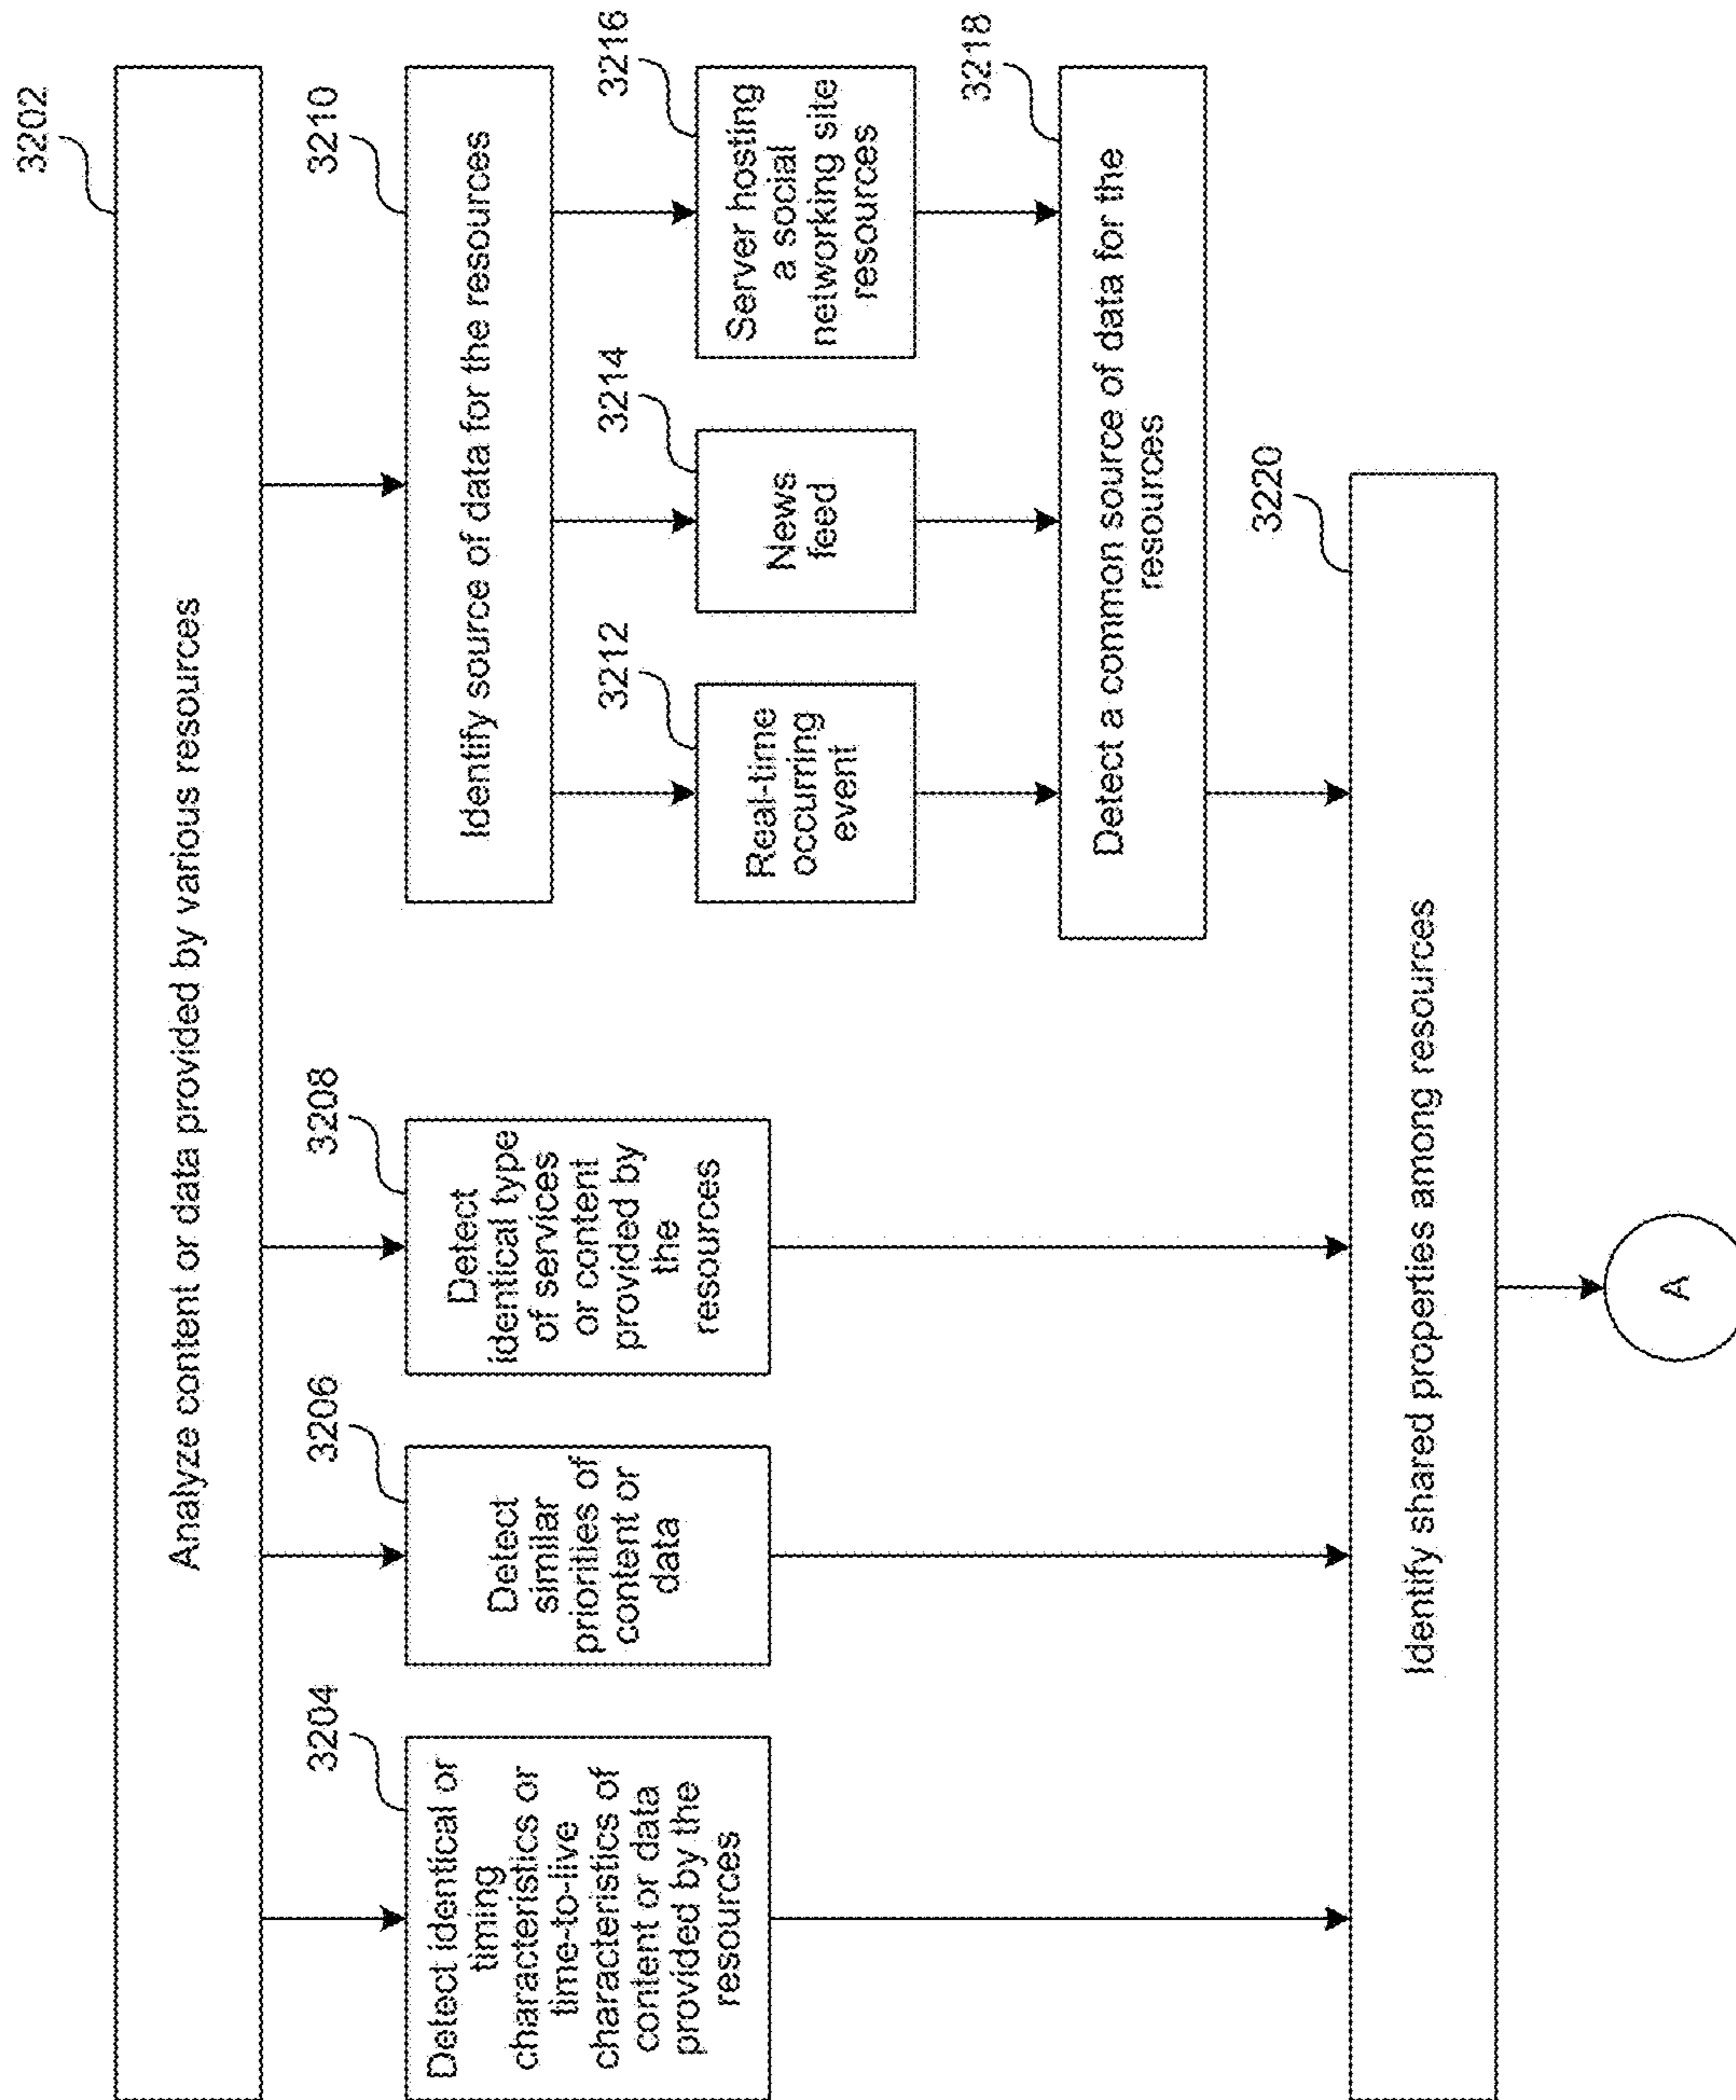 3202
Analyze content or data provided by various resources
3204
Detect identical or
timing
characteristics or
time-to-live
characteristics of
content or data
provided by the
resources
3206
Detect
similar
priorities of
content or
data
3208
Detect
identical type
of services
or content
provided by
the
resources
3210
Identify source of data for the resources
3212
Real-time
occurring
event
3214
News
feed
3216
Server hosting
a social
networking site
resources
3218
Detect a common source of data for the
resources
3220
Identify shared properties among resources
A